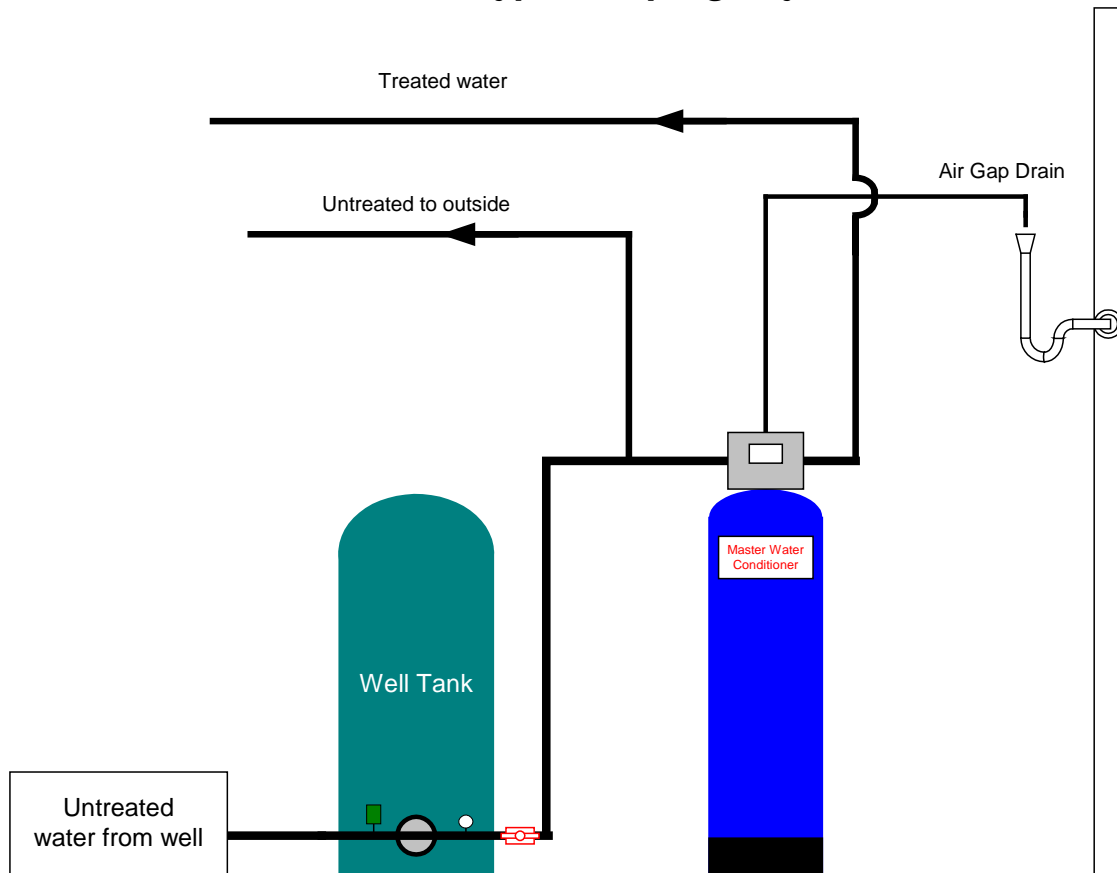 Treated water
Air Gap Drain
Untreated to outside
Master Water
Conditioner
Well Tank
Untreated
water from well